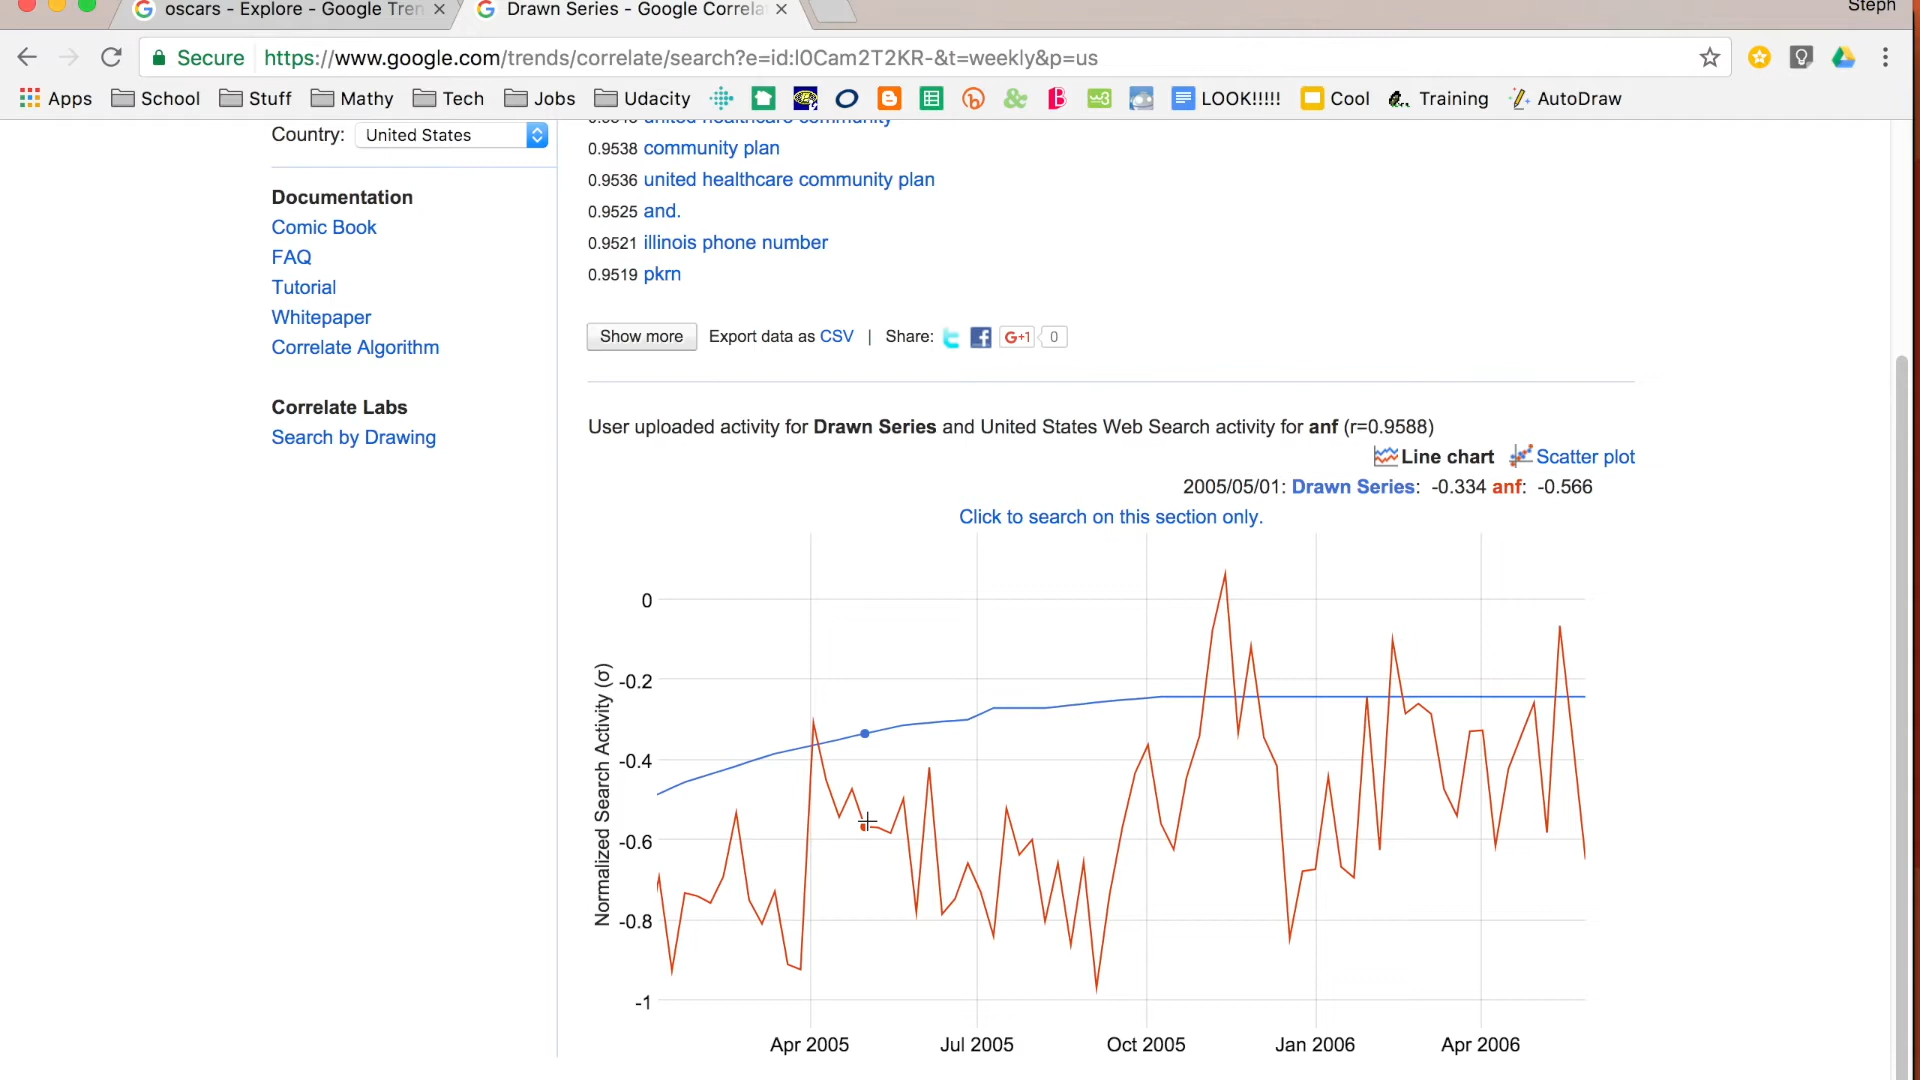 oscars - Explore - Google Tren
Drawn Series - Google Correla
Steph
Secure
https://www.google.com/trends/correlate/search?e=id:l0Cam2T2KR-&t=weekly&p=us
Apps School Stuff Mathy Tech Jobs Udacity LOOK!!!!! Cool Training AutoDraw
Country: United States
Documentation
Comic Book
FAQ
Tutorial
Whitepaper
Correlate Algorithm
Correlate Labs
Search by Drawing
united healthcare community
0.9538 community plan
0.9536 united healthcare community plan
0.9525 and.
0.9521 illinois phone number
0.9519 pkrn
Show more Export data as CSV | Share: G+1 0
User uploaded activity for Drawn Series and United States Web Search activity for anf (r=0.9588)
Line chart Scatter plot
2005/05/01: Drawn Series: -0.334 anf: -0.566
Click to search on this section only.
Normalized Search Activity (σ)
0
-0.2
-0.4
-0.6
-0.8
-1
Apr 2005 Jul 2005 Oct 2005 Jan 2006 Apr 2006